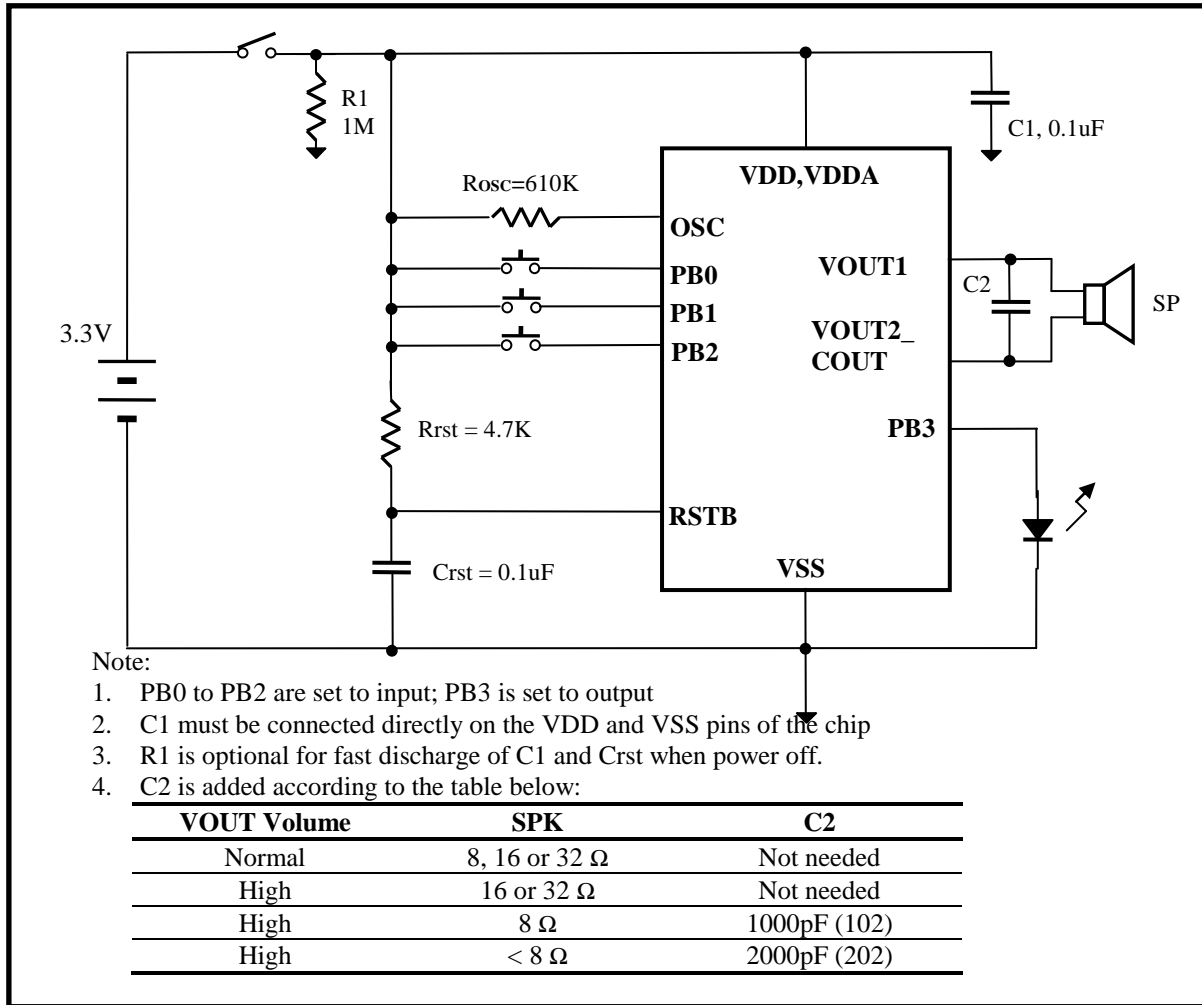 R1
1M
C1, 0.1uF
VDD,VDDA
Rosc=610K
OSC
PB0
VOUT1
C2
PB1
SP
3.3V
VOUT2_
COUT
PB2
Rrst = 4.7K
PB3
RSTB
VSS
Crst = 0.1uF
Note:
1. PB0 to PB2 are set to input; PB3 is set to output
2. C1 must be connected directly on the VDD and VSS pins of the chip
3. R1 is optional for fast discharge of C1 and Crst when power off.
4. C2 is added according to the table below:
VOUT Volume SPK C2
Normal 8, 16 or 32 Ω Not needed
High 16 or 32 Ω Not needed
High 8 Ω 1000pF (102)
High < 8 Ω 2000pF (202)